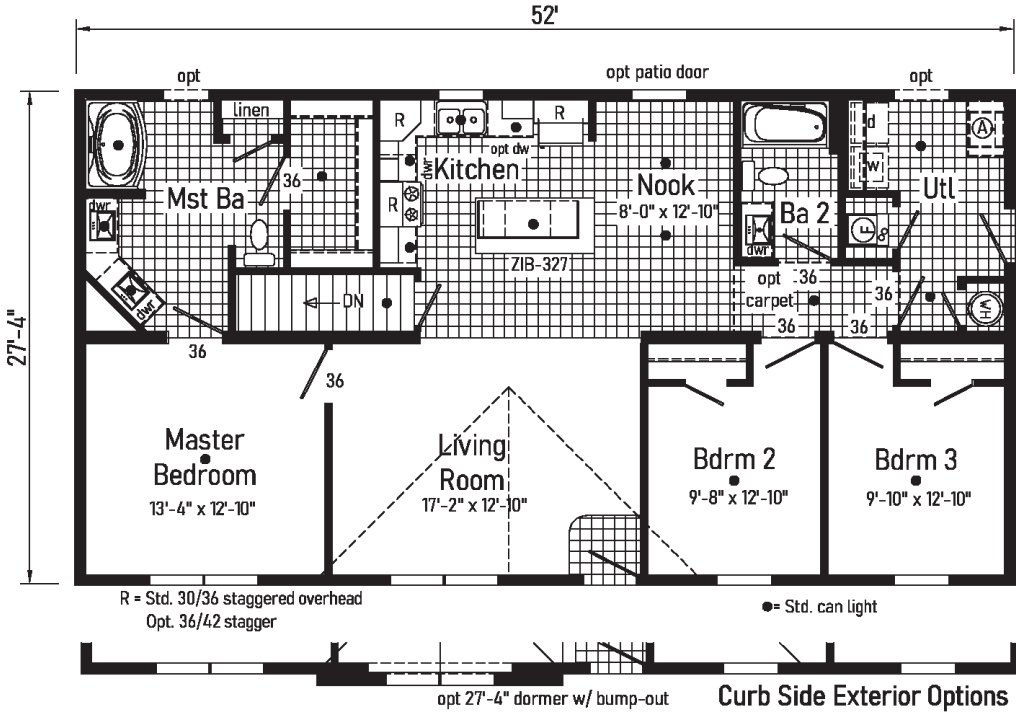 52'
opt
opt patio door
opt
linen
R
R
d
A
opt dw
dwr
Kitchen
w
36
Mst Ba
Nook
Utl
dwr
R
8'-0" x 12'-10"
Ba 2
F
dwr
ZIB-327
opt
carpet
36
36
DN
dwr
WH
36
36
36
27'-4"
36
Master
Bedroom
13'-4" x 12'-10"
Living
Room
17'-2" x 12'-10"
Bdrm 2
9'-8" x 12'-10"
Bdrm 3
9'-10" x 12'-10"
R = Std. 30/36 staggered overhead
Opt. 36/42 stagger
= Std. can light
opt 27'-4" dormer w/ bump-out
Curb Side Exterior Options